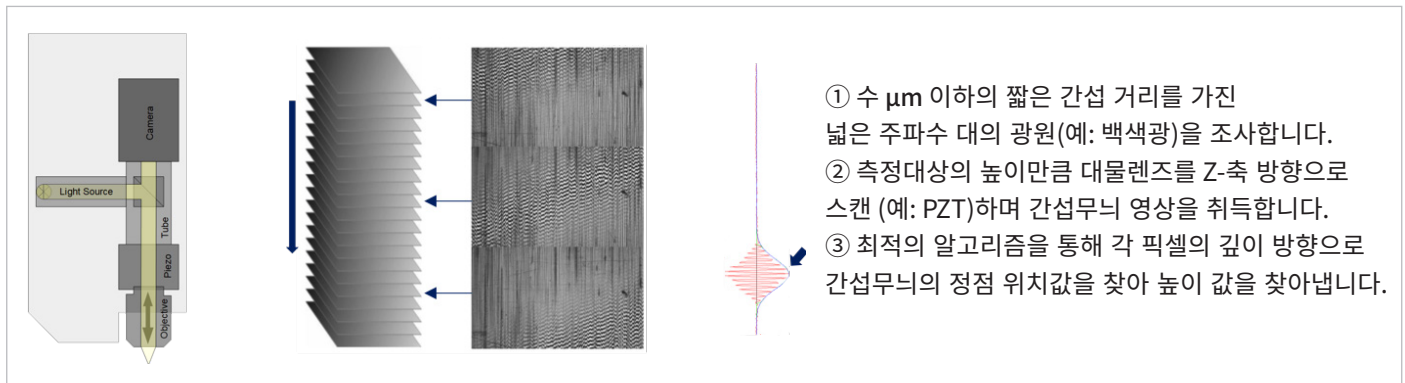 Camera
Light Source
Tube
Piezo
Objective
① 수 μm 이하의 짧은 간섭 거리를 가진
넓은 주파수 대의 광원(예: 백색광)을 조사합니다.
② 측정대상의 높이만큼 대물렌즈를 Z-축 방향으로
스캔 (예: PZT)하며 간섭무늬 영상을 취득합니다.
③ 최적의 알고리즘을 통해 각 픽셀의 깊이 방향으로
간섭무늬의 정점 위치값을 찾아 높이 값을 찾아냅니다.